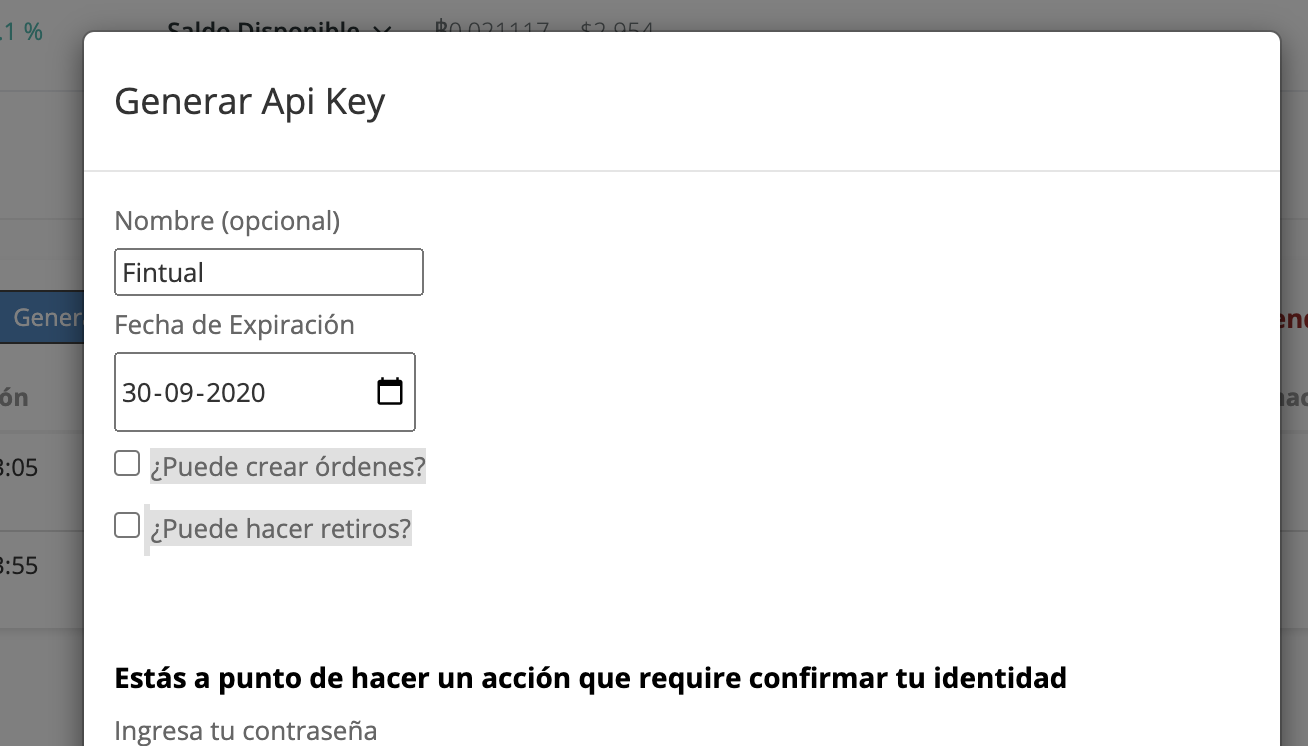 .1 %
Saldo Disponible ฿0.021117 $2.954
Generar Api Key
Nombre (opcional)
Fintual
Fecha de Expiración
30-09-2020
¿Puede crear órdenes?
¿Puede hacer retiros?
Estás a punto de hacer un acción que require confirmar tu identidad
Ingresa tu contraseña
Gener
ón
3:05
3:55